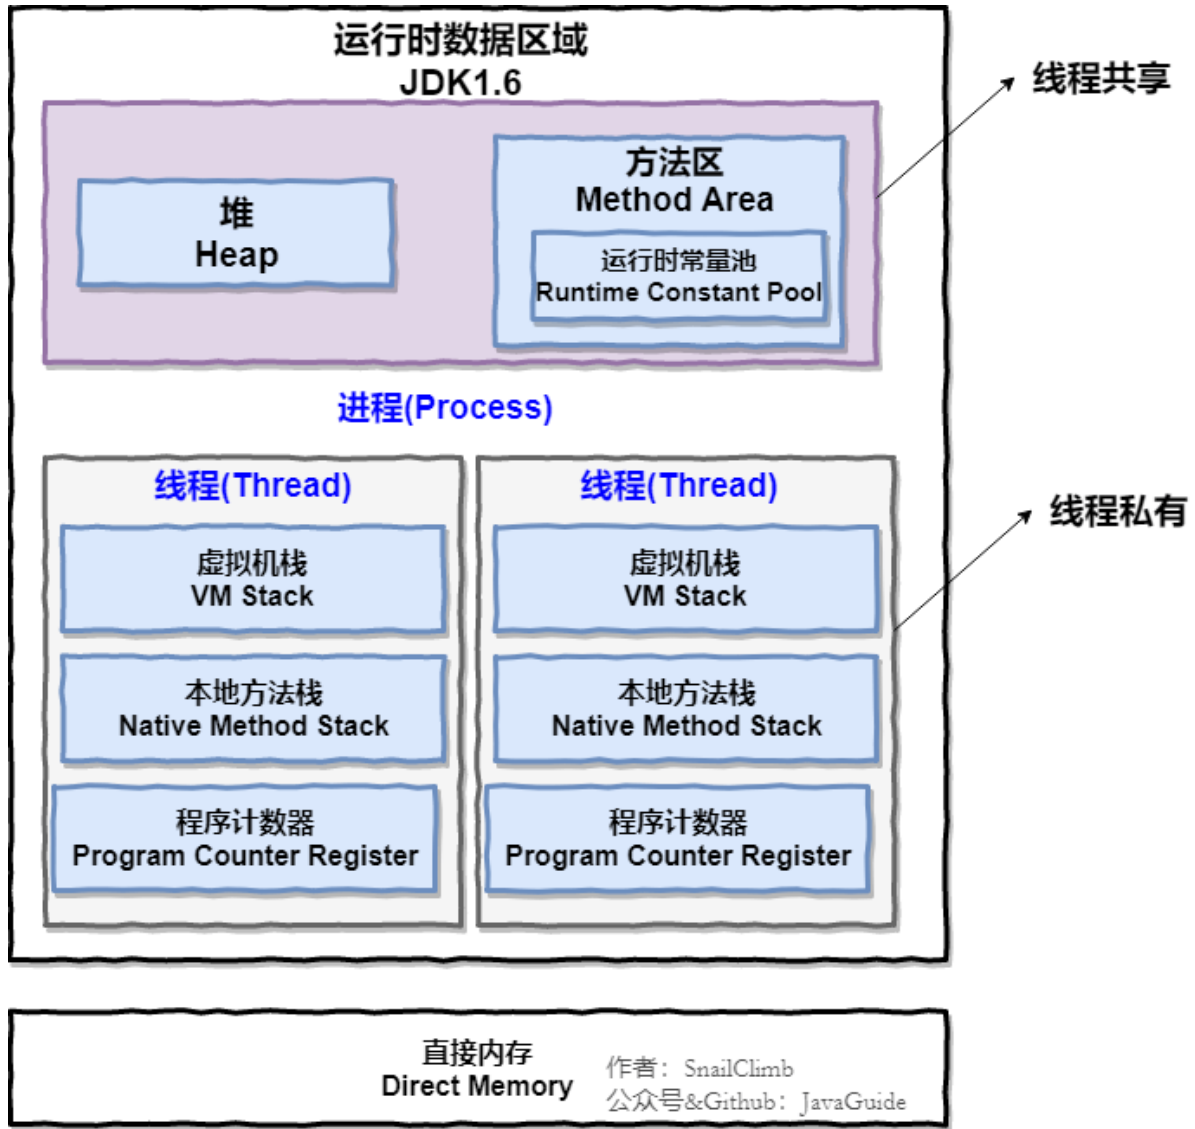 运行时数据区域
JDK1.6
线程共享
堆
Heap
方法区
Method Area
运行时常量池
Runtime Constant Pool
进程(Process)
线程(Thread)
虚拟机栈
VM Stack
本地方法栈
Native Method Stack
程序计数器
Program Counter Register
线程(Thread)
虚拟机栈
VM Stack
本地方法栈
Native Method Stack
程序计数器
Program Counter Register
线程私有
直接内存
Direct Memory
作者：SnailClimb
公众号&Github：JavaGuide